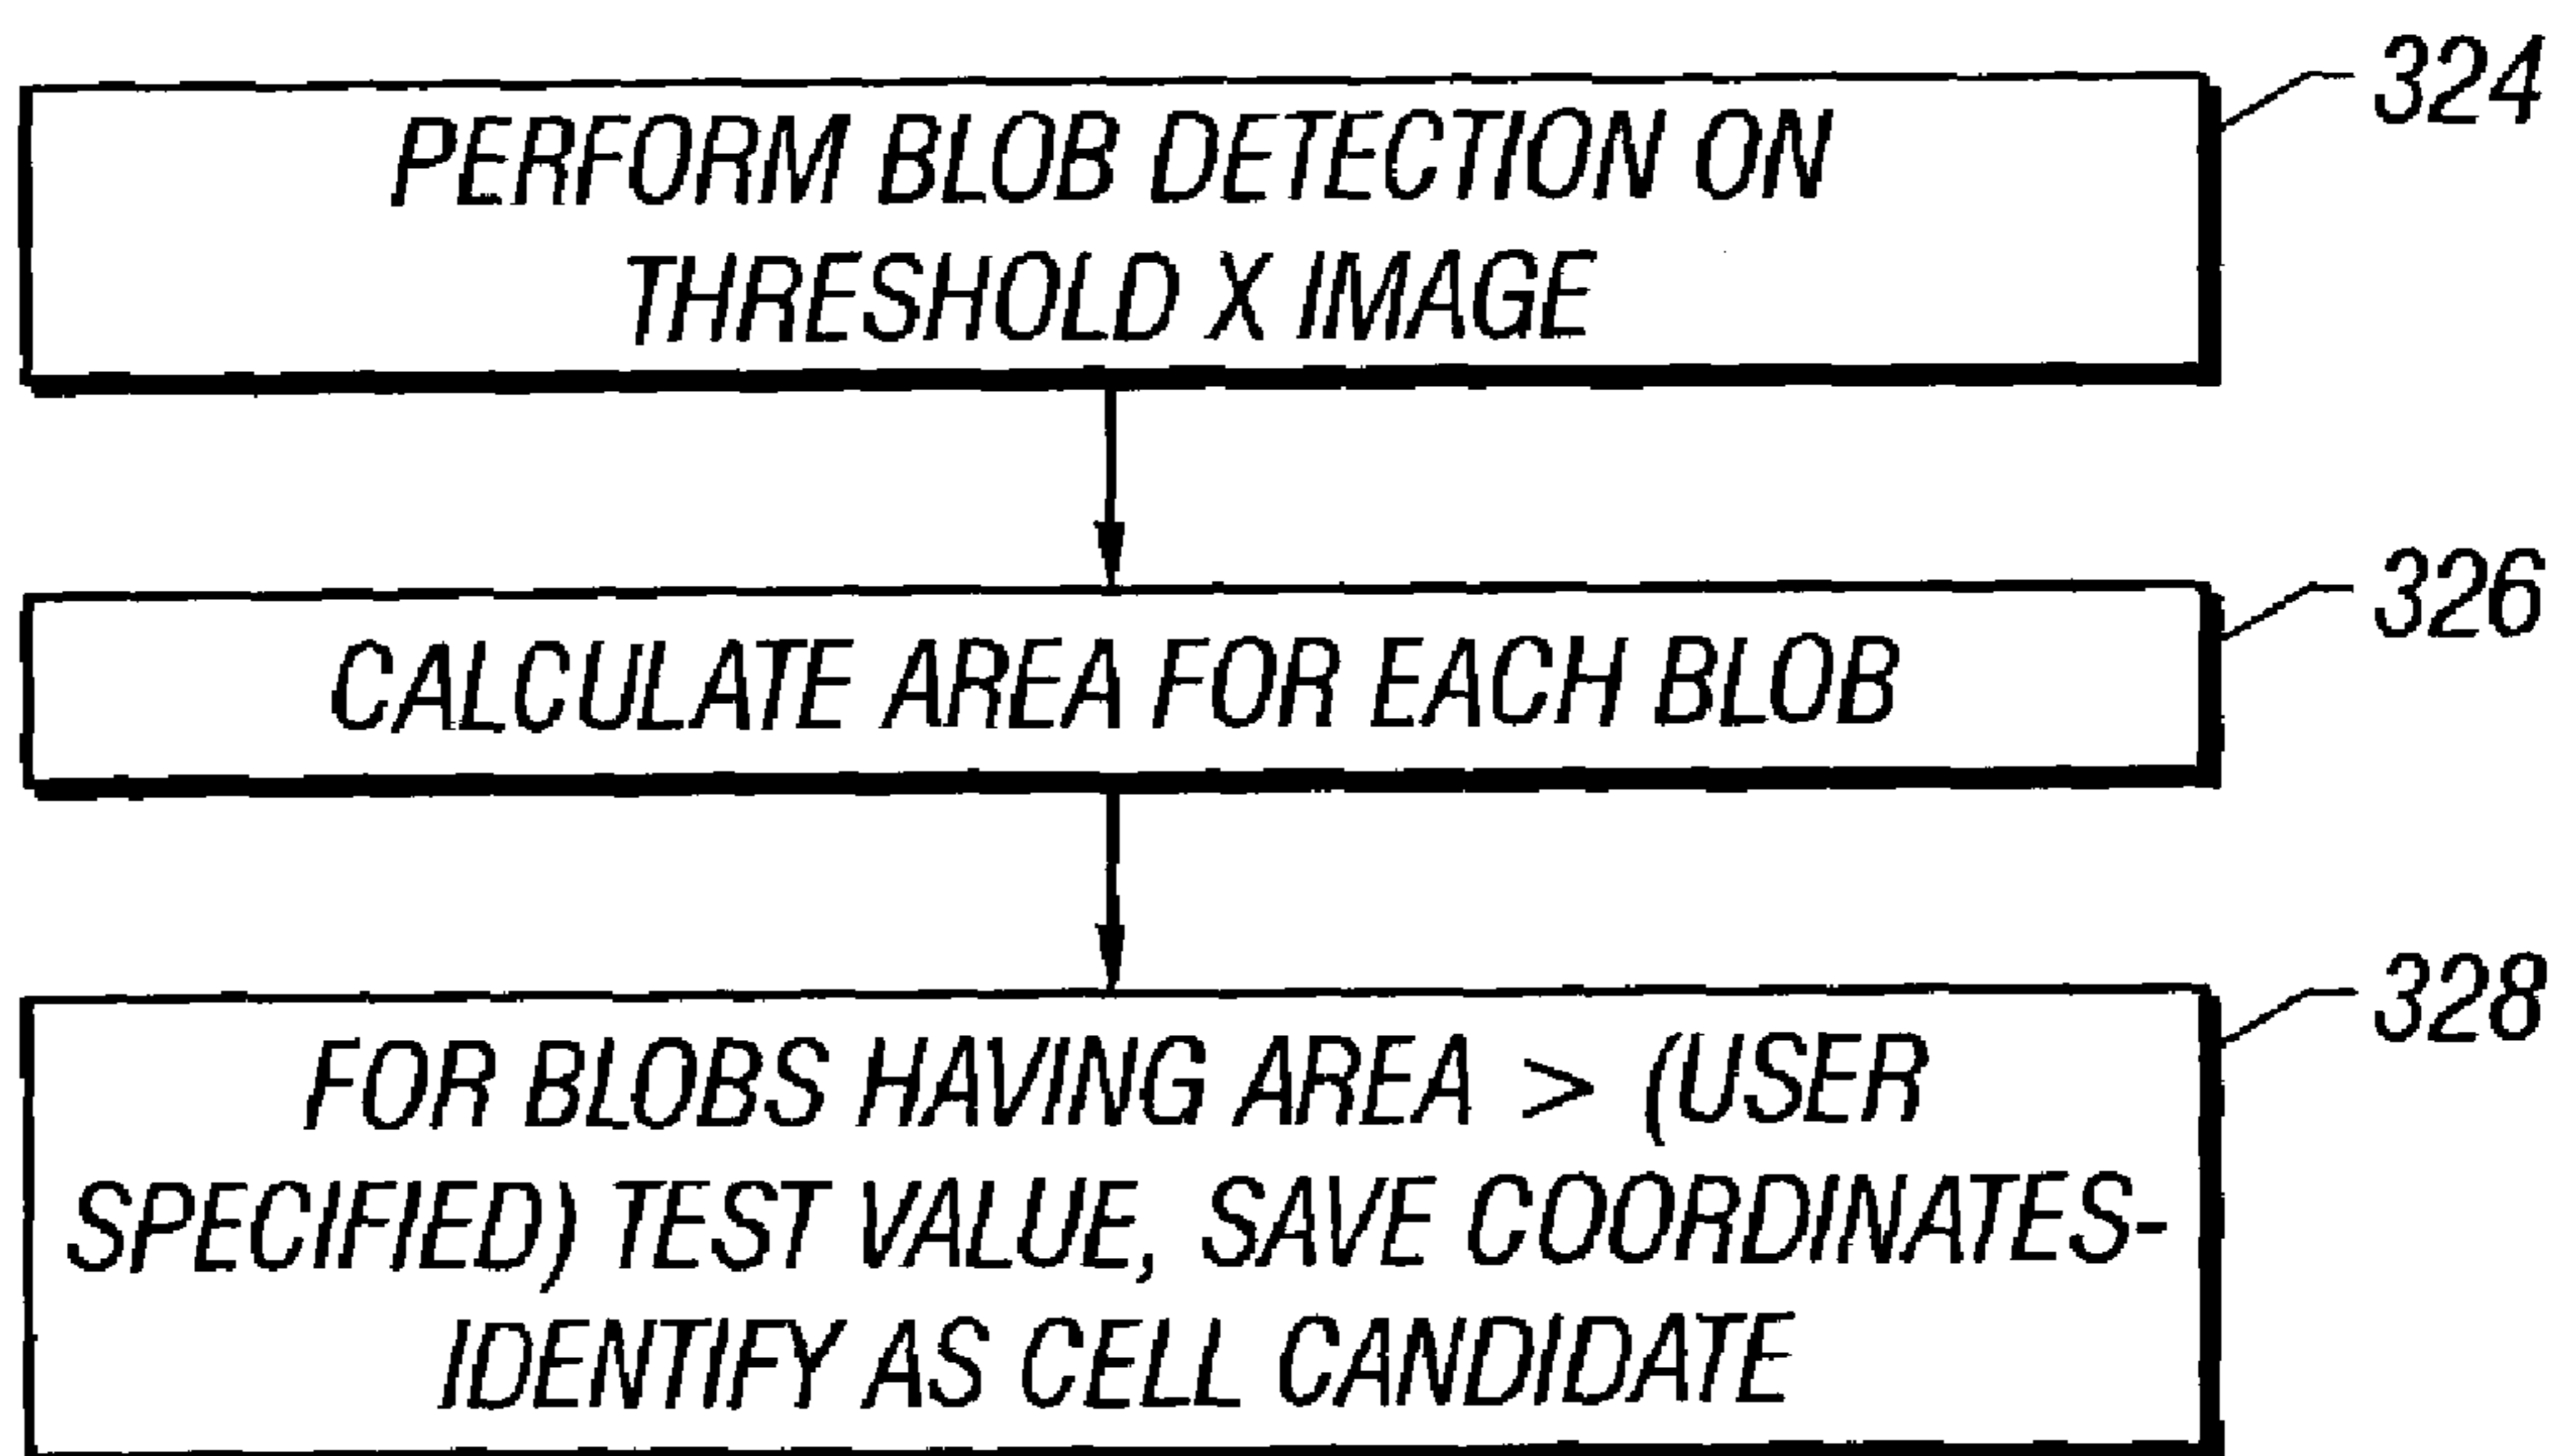 324
PERFORM BLOB DETECTION ON
THRESHOLD X IMAGE
326
CALCULATE AREA FOR EACH BLOB
328
FOR BLOBS HAVING AREA > (USER
SPECIFIED) TEST VALUE, SAVE COORDINATES-
IDENTIFY AS CELL CANDIDATE